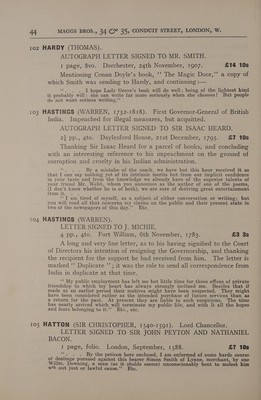 44 MAGGS BROS., 34 & 35, CONDUIT STREET, LONDON, W.
102 HARDY (THOMAS).
AUTOGRAPH LETTER SIGNED TO MR. SMITH.
1 page, 8vo. Dorchester, 24th November, 1907. £14 10s
Mentioning Conan Doyle's book, "The Magic Door," a copy of
which Smith was sending to Hardy, and continuing:—
". . . I hope Lady Grove's book will do well; being of the lightest kind
it probably will: she can write far more seriously when she chooses! But people
do not want serious writing."
103 HASTINGS (WARREN, 1732-1818). First Governor-General of British
India. Impeached for illegal measures, but acquitted.
AUTOGRAPH LETTER SIGNED TO SIR ISAAC HEARD.
2½ pp., 4to. Daylesford House, 21st December, 1795. £7 10s
Thanking Sir Isaac Heard for a parcel of books, and concluding
with an interesting reference to his impeachment on the ground of
corruption and cruelty in his Indian administration.
". . . By a mistake of the cook, we have but this hour received it so
that I can say nothing yet of its intrinsic merits but from our implicit confidence
in your taste and from the intimate I already have of the superior talents of
your friend Mr. Webb, whom you announce as the author of one of the poems,
(I don't know whether he is of both), we are sure of deriving great entertainment
from it.
" I am tired of myself, as a subject of either conversation or writing; but
you will read all that concerns my claims on the public and their present state in
two of the newspapers of this day." Etc.
104 HASTINGS (WARREN).
LETTER SIGNED TO J. MICHIE.
4 pp., 4to. Fort William, 6th November, 1783. £3 3s
A long and very fine letter, as to his having signified to the Court
of Directors his intention of resigning the Governorship, and thanking
the recipient for the support he had received from him. The letter is
marked "Duplicate"; it was the rule to send all correspondence from
India in duplicate at that time.
" My public employment has left me but little time for those offices of private
friendship to which my heart has always strongly inclined me. Besides that if
made at an earlier period their motives might have been suspected. They might
have been considered rather as the intended purchase of future services than as
a return for the past. At present they are liable to such suspicions. The time
has nearly arrived which will terminate my public life, and with it all the hopes
and fears belonging to it." Etc., etc.
105 HATTON (SIR CHRISTOPHER, 1540-1591). Lord Chancellor.
LETTER SIGNED TO SIR JOHN PEYTON AND NATHANIEL
BACON.
1 page, folio. London, September, 1588. £7 10s
". . . By the petision here enclosed, I am enformed of some harde course
of dealinge pursued against this bearer Simon Smith of Lynne, merchant, by one
Willm. Downing, a man (as it shulde seeme) unconscionably bent to molest him
wth out just or lawful cause." Etc.